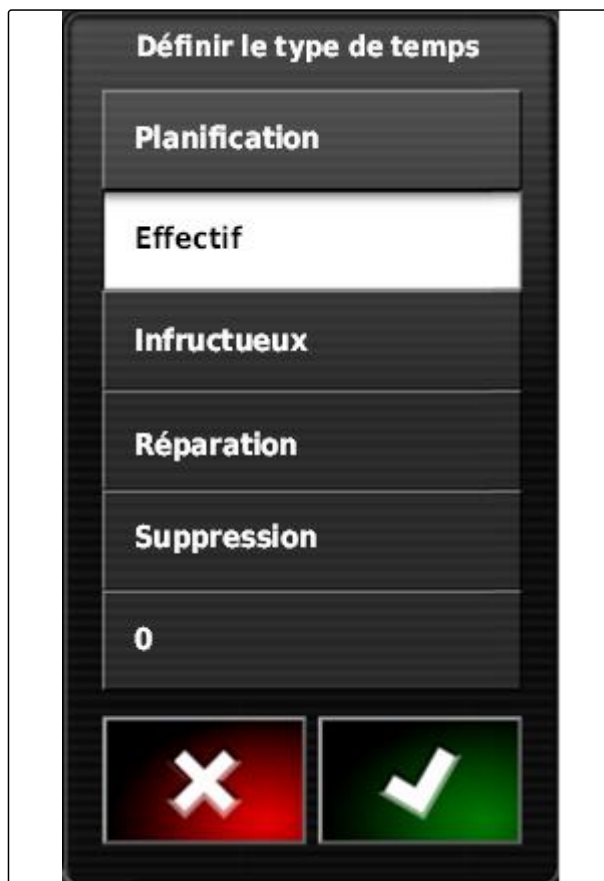 Définir le type de temps
Planification
Effectif
Infructueux
Réparation
Suppression
0